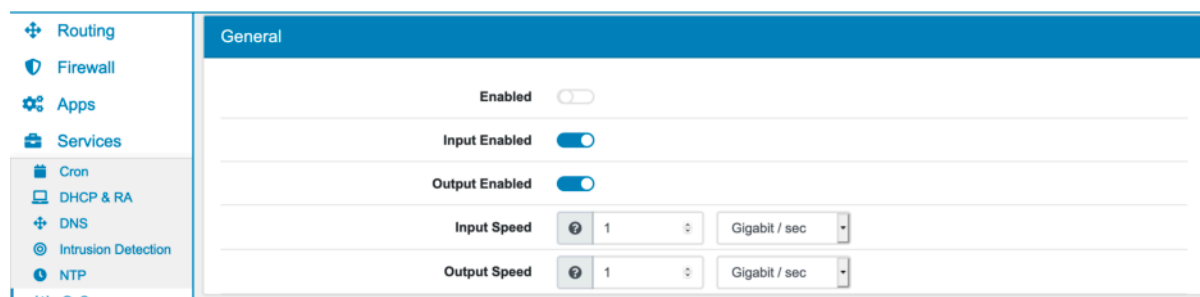 Routing
Firewall
Apps
Services
Cron
DHCP & RA
DNS
Intrusion Detection
NTP
General
Enabled
Input Enabled
Output Enabled
Input Speed 1 Gigabit / sec
Output Speed 1 Gigabit / sec